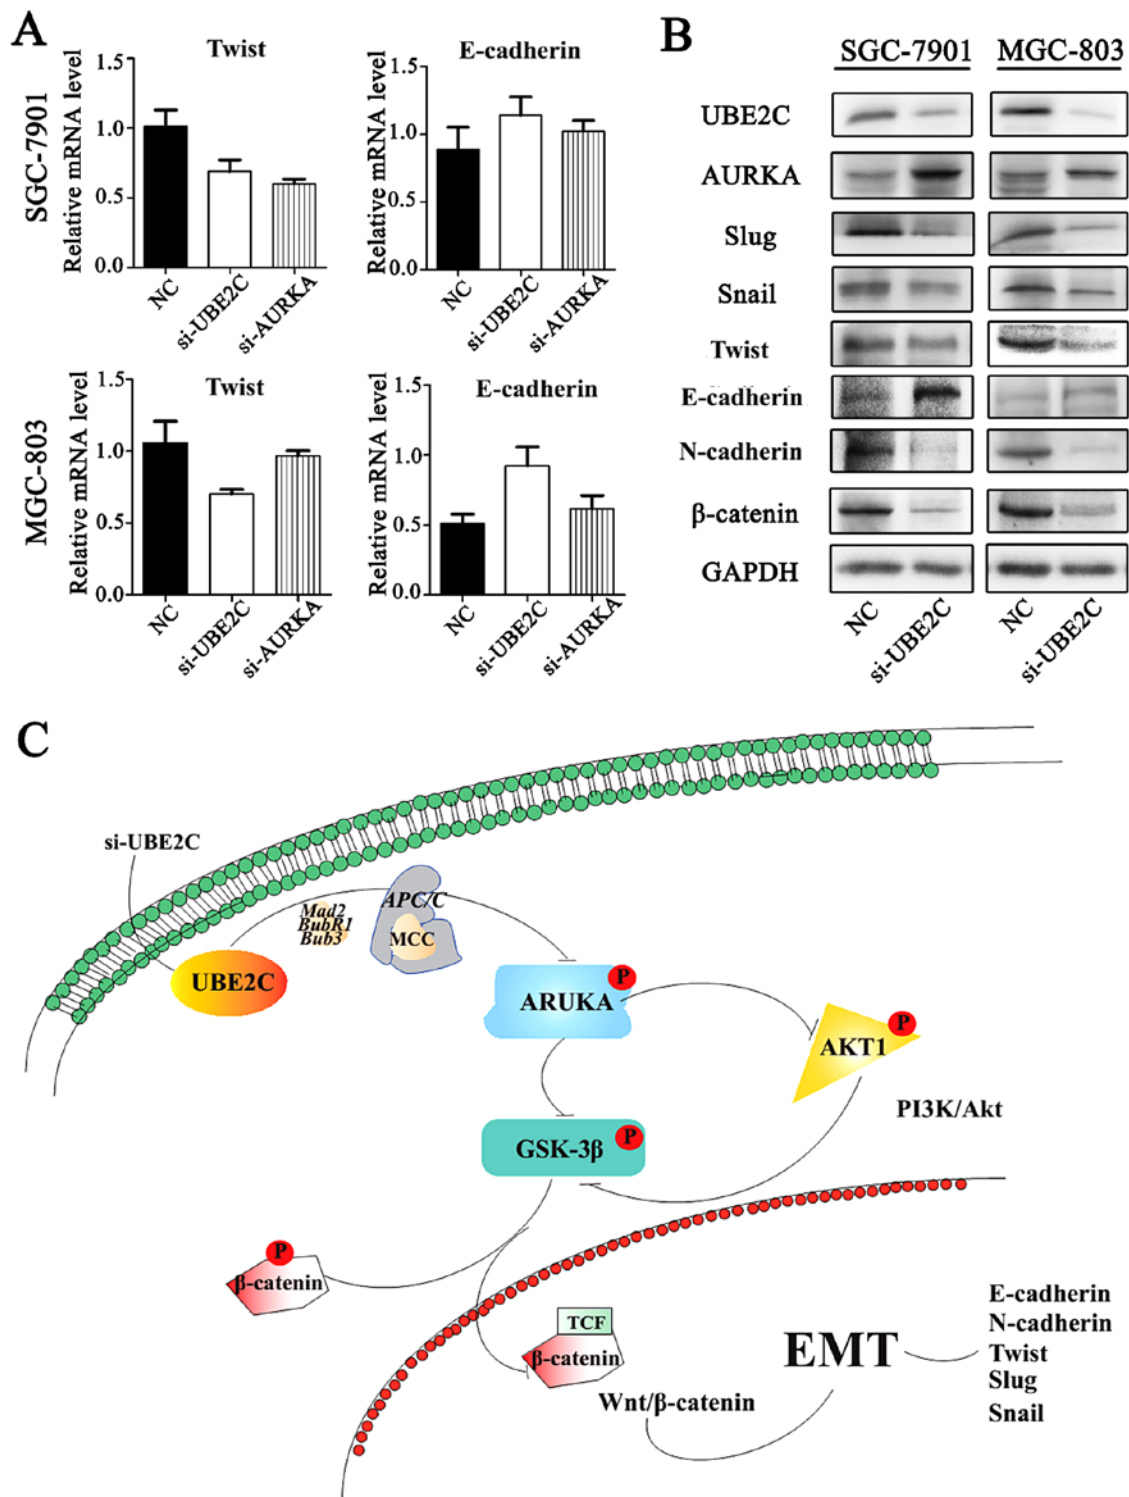 A
Twist
E-cadherin
SGC-7901
Relative mRNA level
1.5
1.0
0.5
0.0
NC
si-UBE2C
si-AURKA
Relative mRNA level
1.5
1.0
0.5
0.0
NC
si-UBE2C
si-AURKA
MGC-803
Twist
E-cadherin
Relative mRNA level
1.5
1.0
0.5
0.0
NC
si-UBE2C
si-AURKA
Relative mRNA level
1.5
1.0
0.5
0.0
NC
si-UBE2C
si-AURKA
B
SGC-7901 MGC-803
UBE2C
AURKA
Slug
Snail
Twist
E-cadherin
N-cadherin
β-catenin
GAPDH
NC
si-UBE2C
NC
si-UBE2C
C
si-UBE2C
Mad2
BubR1
Bub3
APC/C
MCC
UBE2C
P
ARUKA
P
AKT1
PI3K/Akt
P
GSK-3β
P
β-catenin
TCF
β-catenin
Wnt/β-catenin
EMT
E-cadherin
N-cadherin
Twist
Slug
Snail